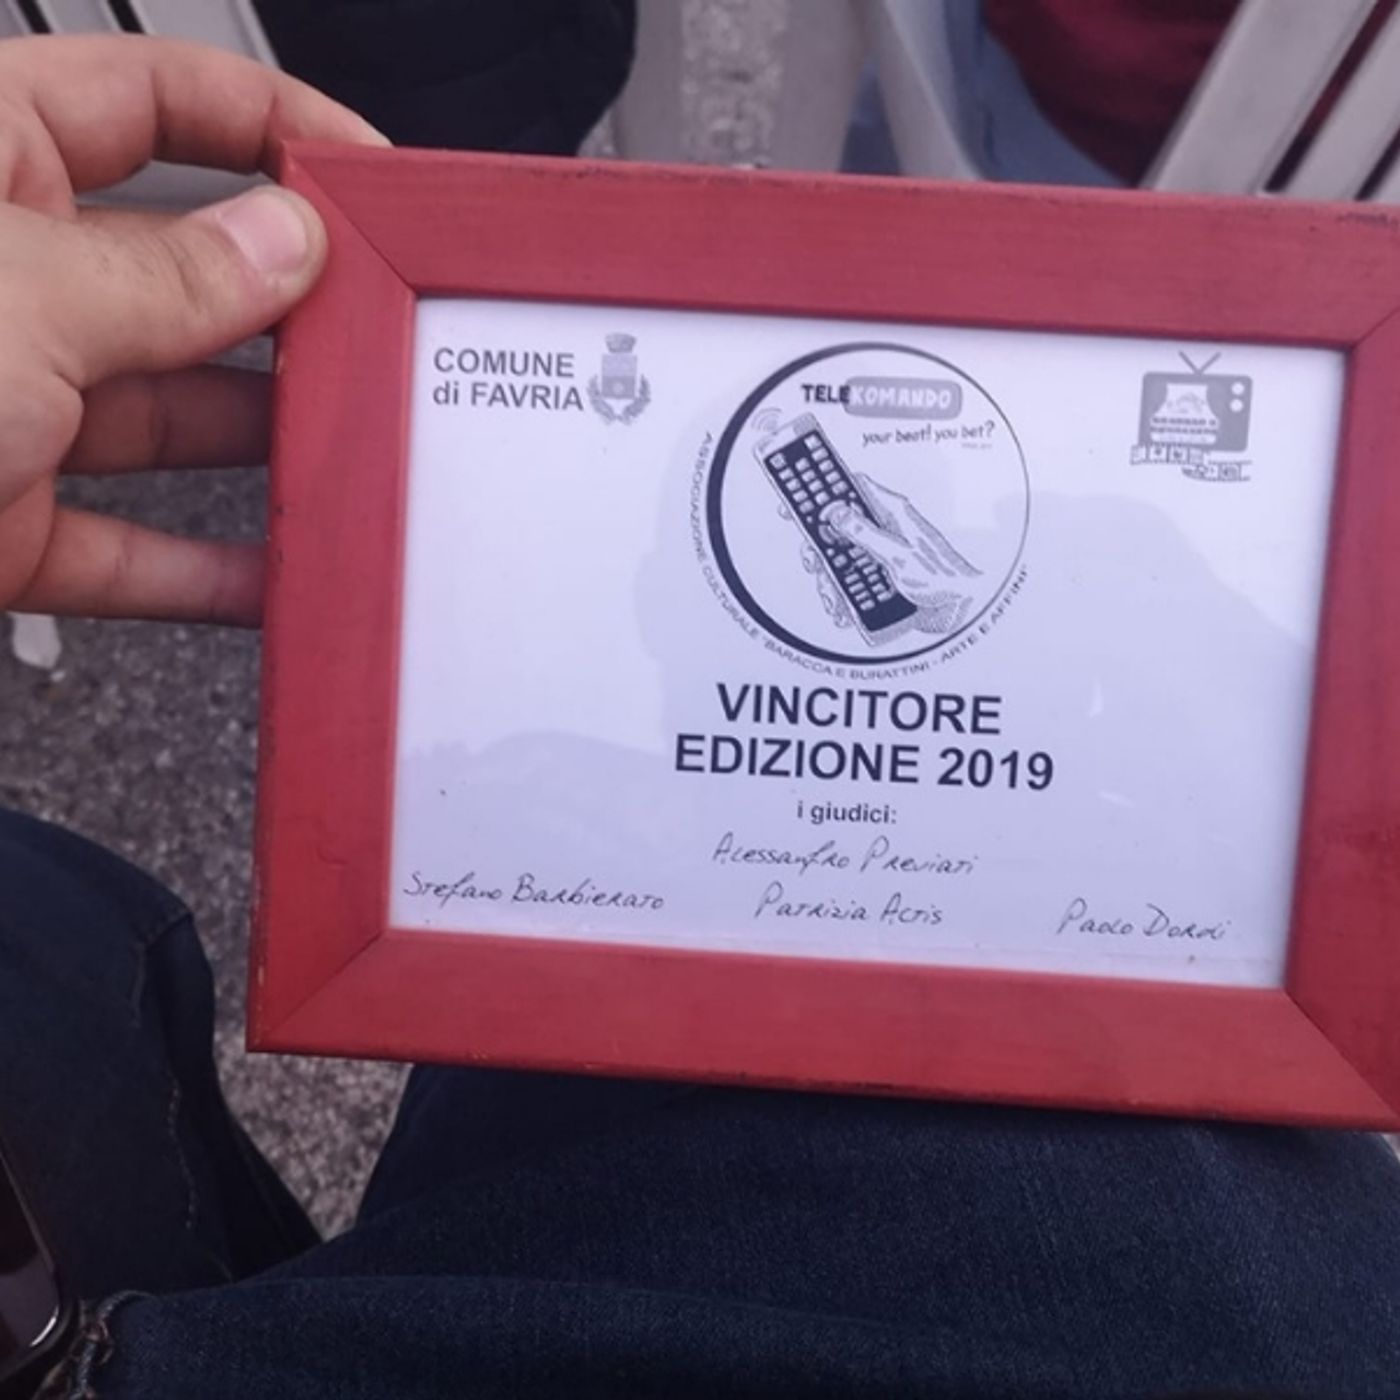 COMUNE
di FAVRIA
TELEKOMANDO
your beat! you bet?
ASSOCIAZIONE CULTURALE "BARACCA E BURATTINI - ARTE E AFFINI"
VINCITORE
EDIZIONE 2019
i giudici:
Alessandro Previati
Stefano Barbierato
Patrizia Actis
Paolo Dordi